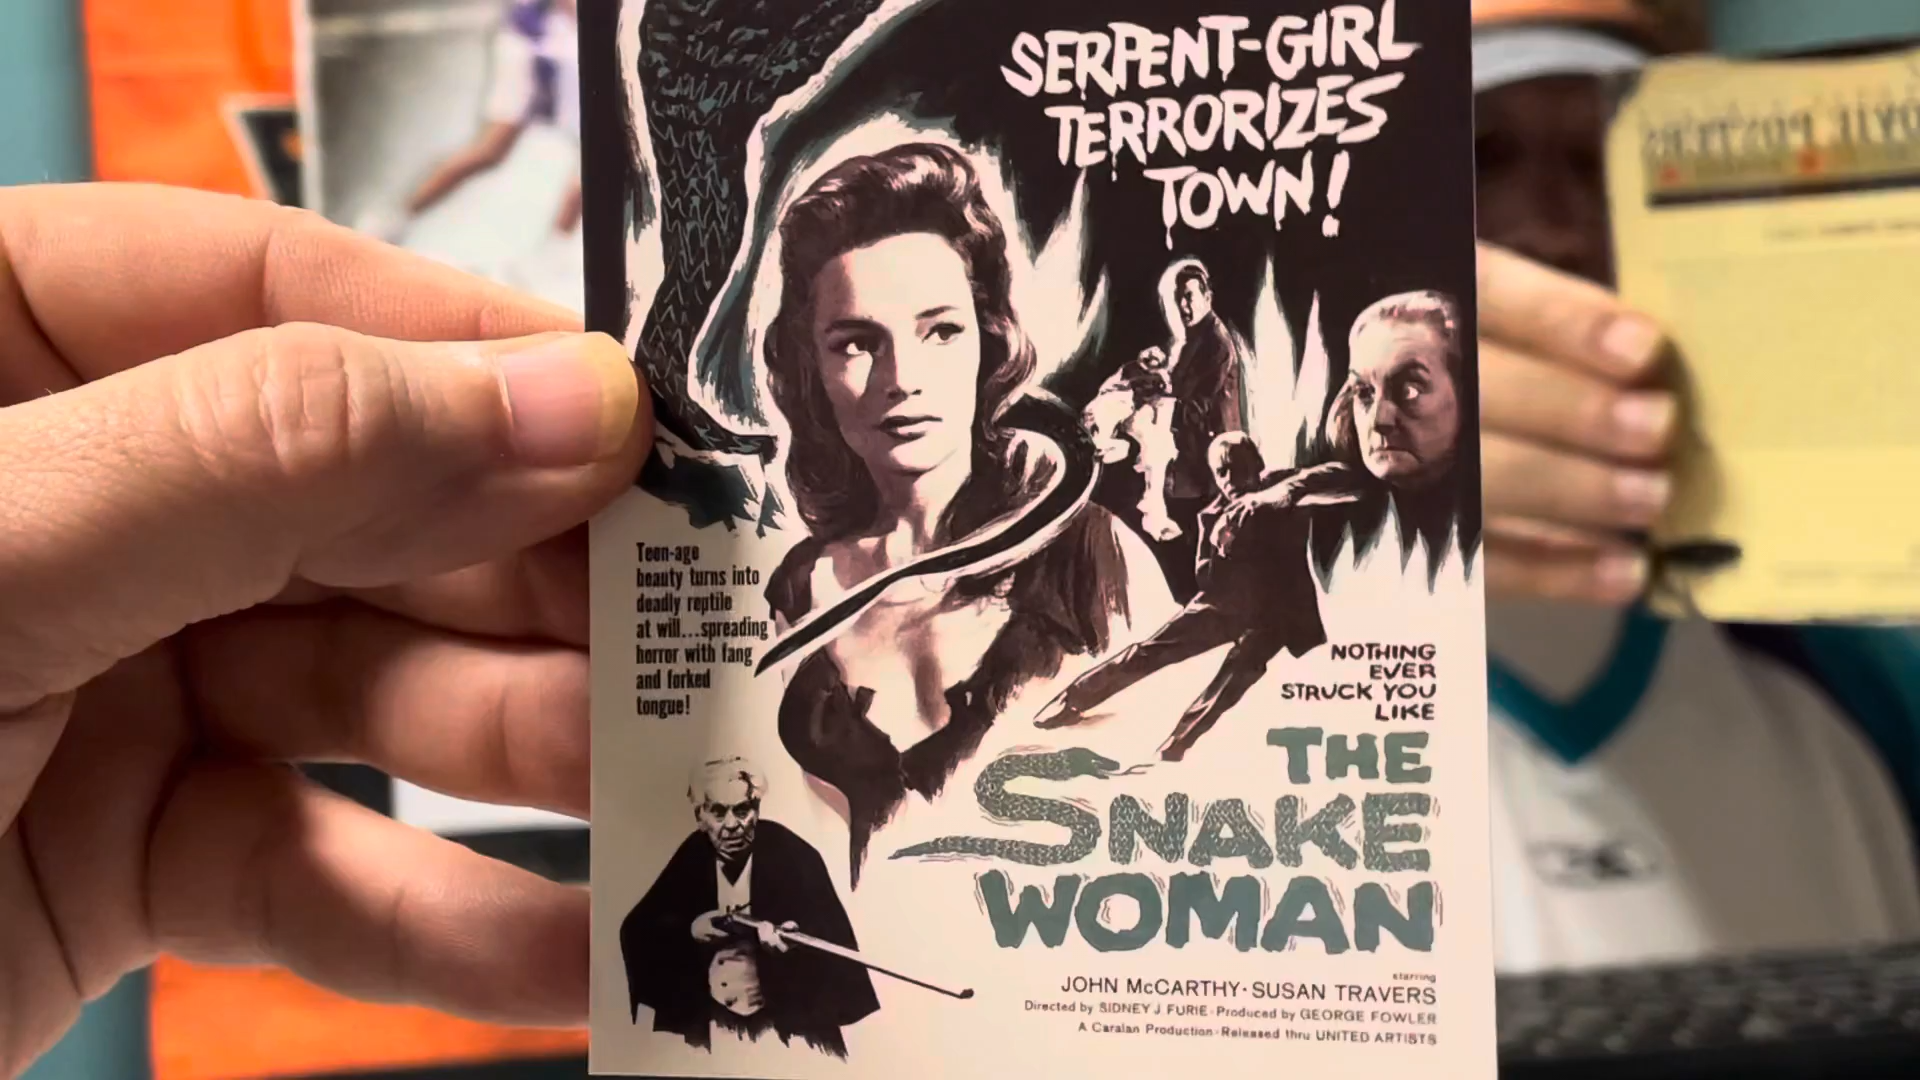 SERPENT-GIRL
TERRORIZES
TOWN!
Teen-age
beauty turns into
deadly reptile
at will...spreading
horror with fang
and forked
tongue!
NOTHING
EVER
STRUCK YOU
LIKE
THE
SNAKE
WOMAN
starring
JOHN McCARTHY·SUSAN TRAVERS
Directed by SIDNEY J FURIE·Produced by GEORGE FOWLER
A Caralan Production·Released thru UNITED ARTISTS